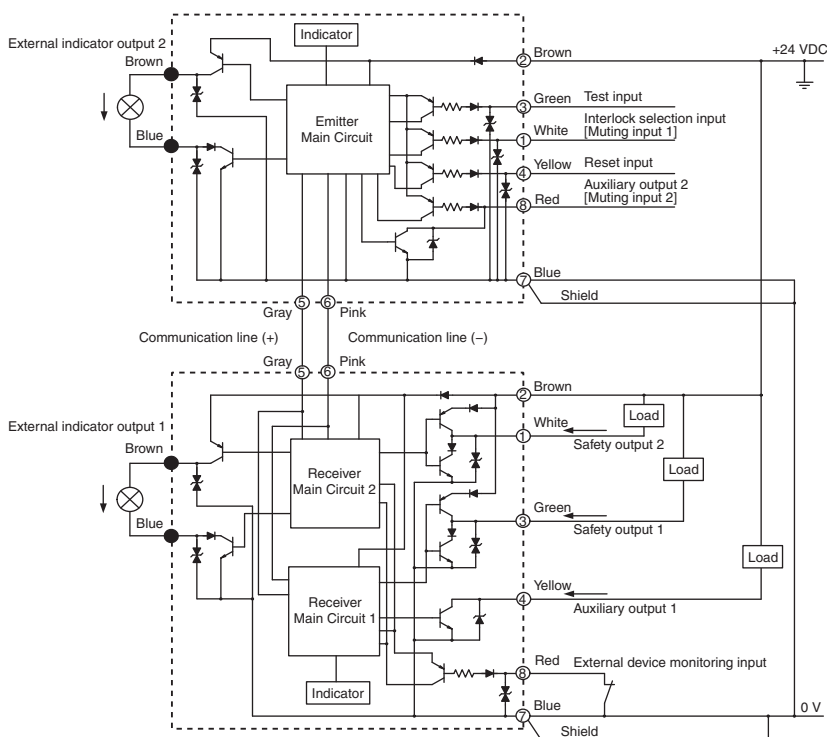 External indicator output 2
Indicator
Brown
② Brown
+24 VDC
Emitter
Main Circuit
③ Green
Test input
Blue
① White
Interlock selection input
[Muting input 1]
④ Yellow
Reset input
⑧ Red
Auxiliary output 2
[Muting input 2]
⑦ Blue
Shield
Gray ⑤ ⑥ Pink
Communication line (+)
Communication line (−)
Gray ⑤ ⑥ Pink
External indicator output 1
② Brown
Brown
Load
① White
Safety output 2
Receiver
Main Circuit 2
Load
Blue
③ Green
Safety output 1
Load
Receiver
Main Circuit 1
④ Yellow
Auxiliary output 1
Indicator
⑧ Red
External device monitoring input
⑦ Blue
0 V
Shield